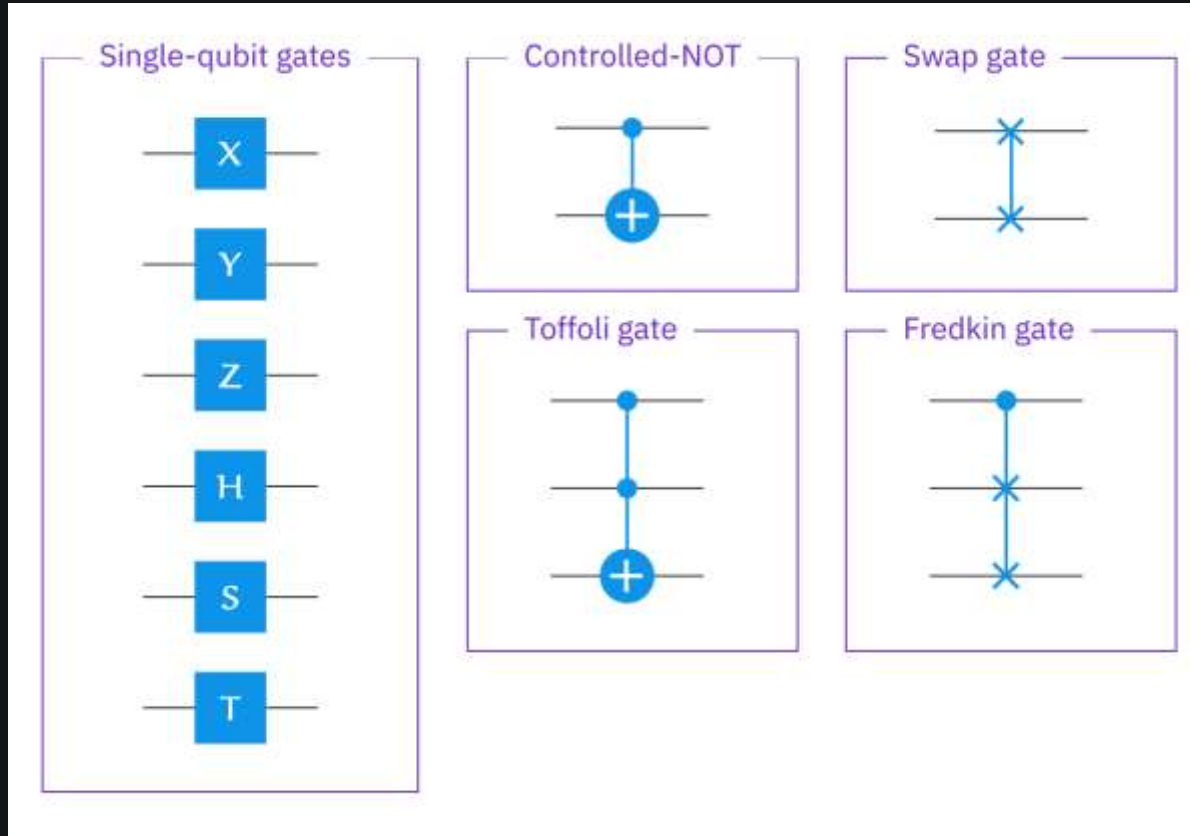 Single-qubit gates
X
Y
Z
H
S
T
Controlled-NOT
+
Swap gate
Toffoli gate
+
Fredkin gate